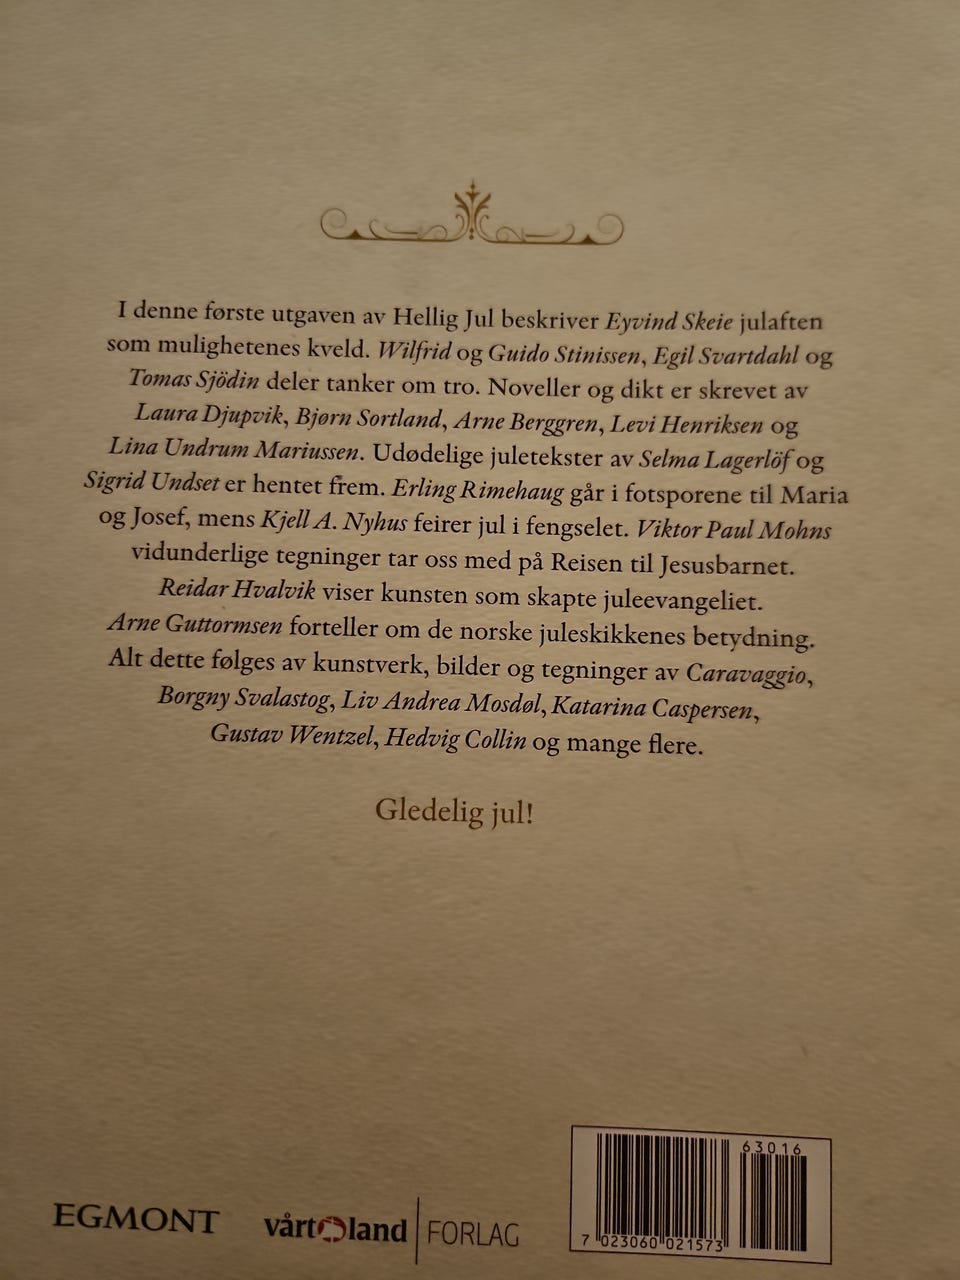 I denne første utgaven av Hellig Jul beskriver Eyvind Skeie julaften
som mulighetenes kveld. Wilfrid og Guido Stinissen, Egil Svartdahl og
Tomas Sjödin deler tanker om tro. Noveller og dikt er skrevet av
Laura Djupvik, Bjørn Sortland, Arne Berggren, Levi Henriksen og
Lina Undrum Mariussen. Udødelige juletekster av Selma Lagerlöf og
Sigrid Undset er hentet frem. Erling Rimehaug går i fotsporene til Maria
og Josef, mens Kjell A. Nyhus feirer jul i fengselet. Viktor Paul Mohns
vidunderlige tegninger tar oss med på Reisen til Jesusbarnet.
Reidar Hvalvik viser kunsten som skapte juleevangeliet.
Arne Guttormsen forteller om de norske juleskikkenes betydning.
Alt dette følges av kunstverk, bilder og tegninger av Caravaggio,
Borgny Svalastog, Liv Andrea Mosdøl, Katarina Caspersen,
Gustav Wentzel, Hedvig Collin og mange flere.
Gledelig jul!
EGMONT
vårt land | FORLAG
63016
7 023060 021573